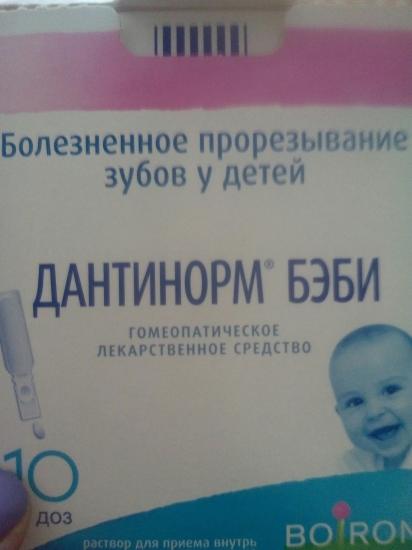 Болезненное прорезывание
зубов у детей
ДАНТИНОРМ® БЭБИ
ГОМЕОПАТИЧЕСКОЕ
ЛЕКАРСТВЕННОЕ СРЕДСТВО
10
ДОЗ
раствор для приема внутрь
BOIRON